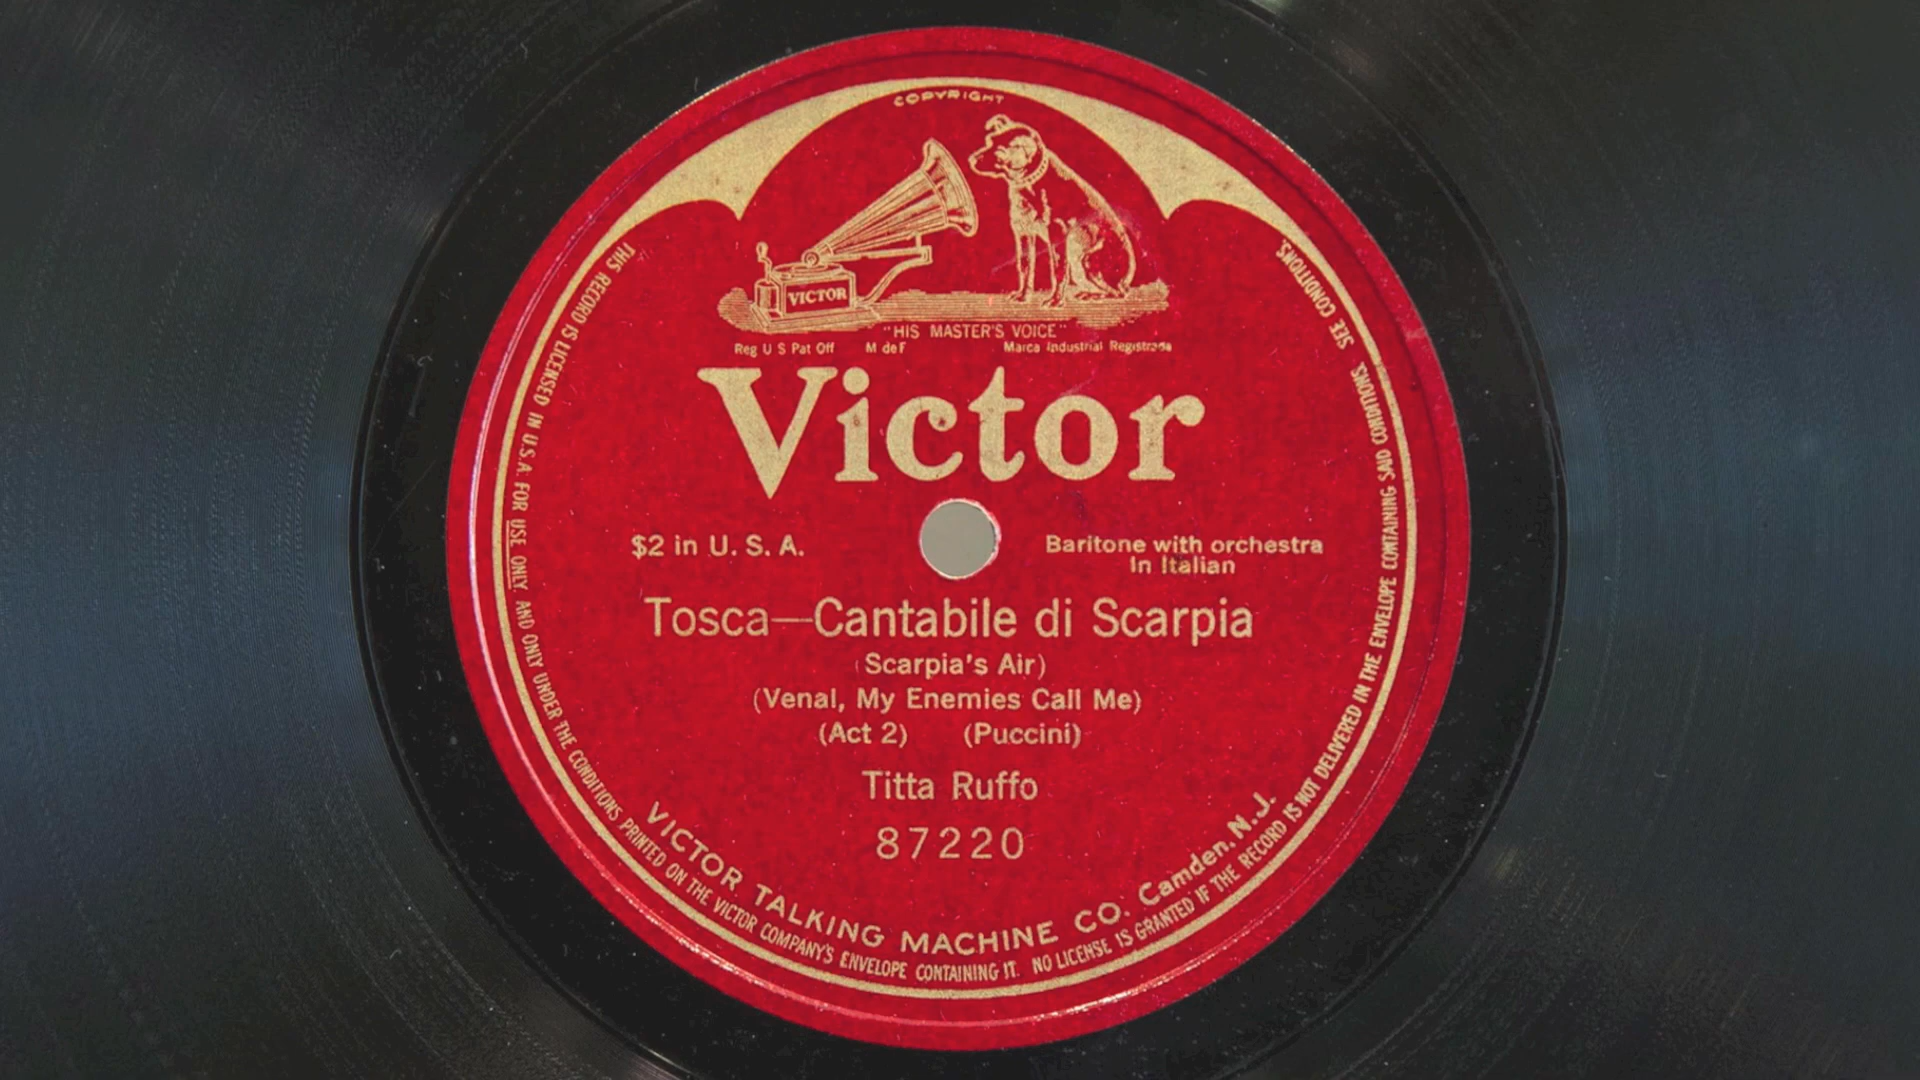 COPYRIGHT
VICTOR
"HIS MASTER'S VOICE"
Reg U S Pat Off M de F Marca Industrial Registrada
Victor
$2 in U. S. A.
Baritone with orchestra
In Italian
Tosca—Cantabile di Scarpia
(Scarpia's Air)
(Venal, My Enemies Call Me)
(Act 2) (Puccini)
Titta Ruffo
87220
VICTOR TALKING MACHINE CO. Camden, N. J.
THIS RECORD IS LICENSED IN U.S.A. FOR USE ONLY, AND ONLY UNDER THE CONDITIONS PRINTED ON THE VICTOR COMPANY'S ENVELOPE CONTAINING IT. NO LICENSE IS GRANTED IF THE RECORD IS NOT DELIVERED IN THE ENVELOPE CONTAINING SAID CONDITIONS. SEE CONDITIONS.